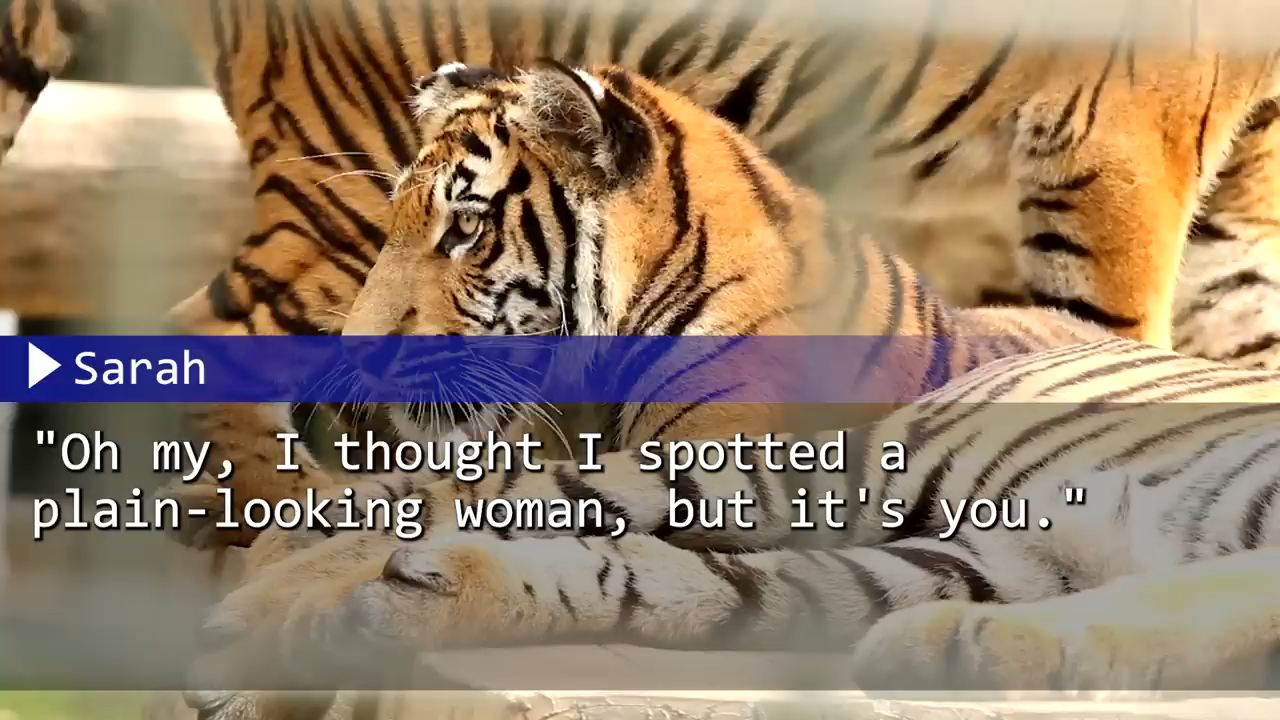 Sarah
"Oh my, I thought I spotted a
plain-looking woman, but it's you."